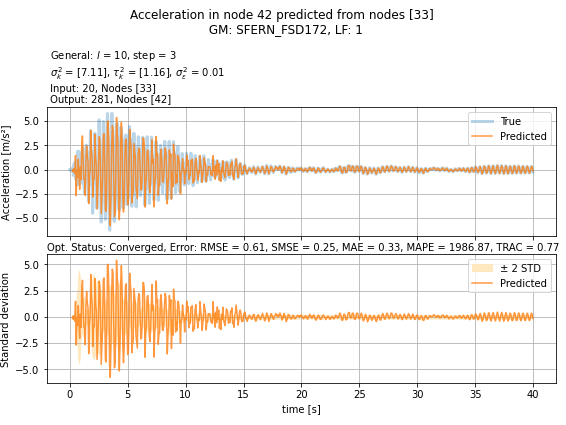 Acceleration in node 42 predicted from nodes [33]
GM: SFERN_FSD172, LF: 1
General: l = 10, step = 3
σ²ₖ = [7.11], τ²ₖ = [1.16], σ²ε = 0.01
Input: 20, Nodes [33]
Output: 281, Nodes [42]
Acceleration [m/s²]
5.0
2.5
0.0
−2.5
−5.0
True
Predicted
Opt. Status: Converged, Error: RMSE = 0.61, SMSE = 0.25, MAE = 0.33, MAPE = 1986.87, TRAC = 0.77
Standard deviation
5.0
2.5
0.0
−2.5
−5.0
± 2 STD
Predicted
0 5 10 15 20 25 30 35 40
time [s]